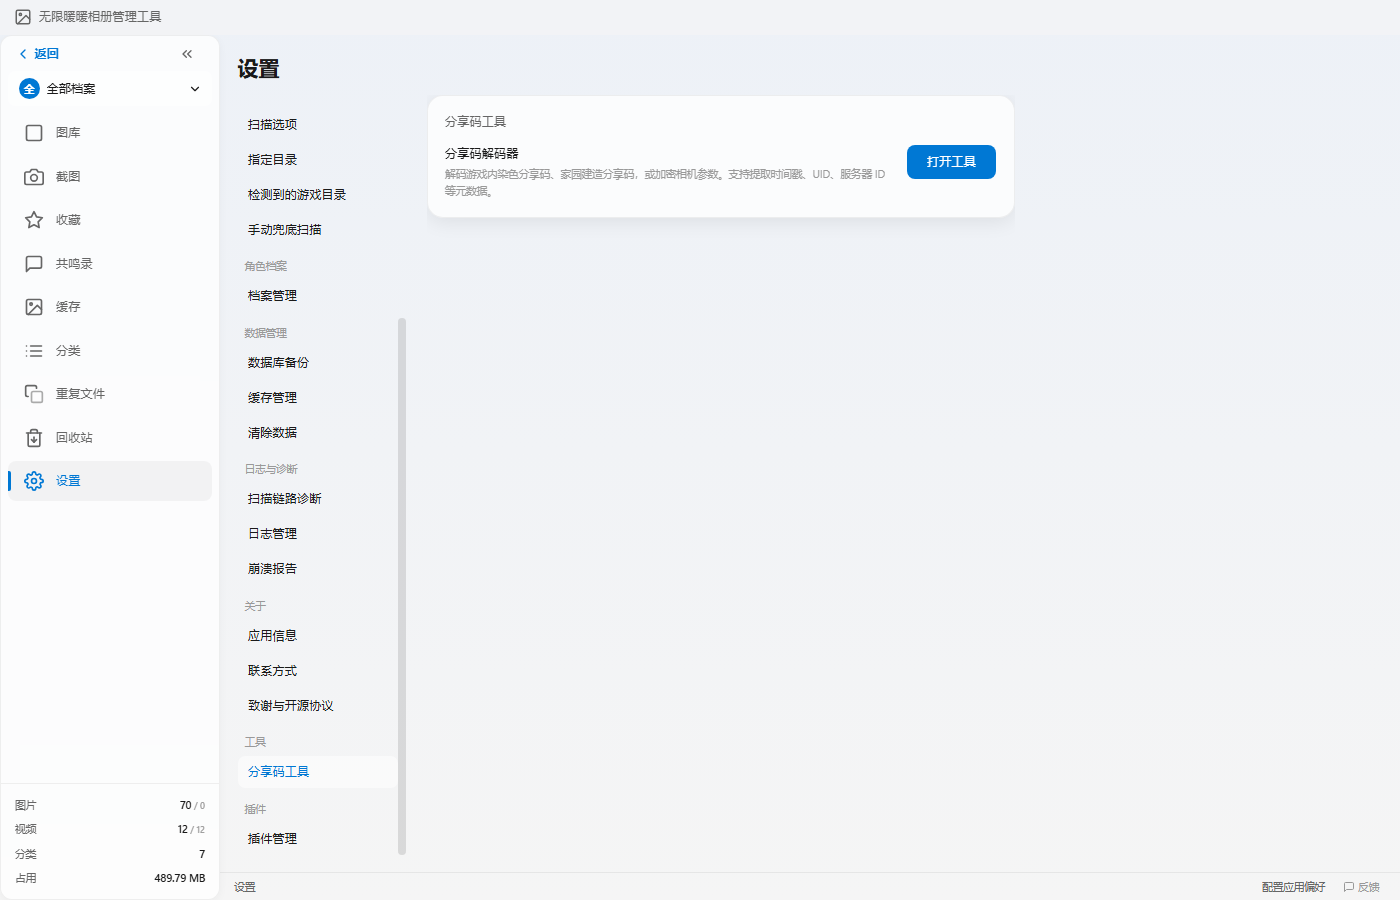 无限暖暖相册管理工具
返回
全 全部档案
图库
截图
收藏
共鸣录
缓存
分类
重复文件
回收站
设置
图片 70 / 0
视频 12 / 12
分类 7
占用 489.79 MB
设置
扫描选项
指定目录
检测到的游戏目录
手动兜底扫描
角色档案
档案管理
数据管理
数据库备份
缓存管理
清除数据
日志与诊断
扫描链路诊断
日志管理
崩溃报告
关于
应用信息
联系方式
致谢与开源协议
工具
分享码工具
插件
插件管理
分享码工具
分享码解码器
解码游戏内染色分享码、家园建造分享码，或加密相机参数。支持提取时间戳、UID、服务器 ID
等元数据。
打开工具
设置
配置应用偏好
反馈